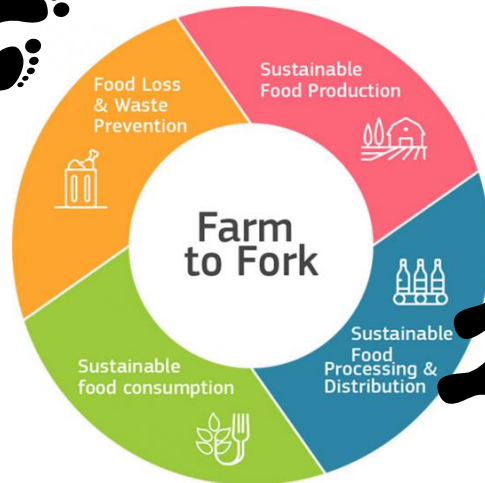 Farm
to Fork
Sustainable
Food Production
Sustainable
Food
Processing &
Distribution
Sustainable
food consumption
Food Loss
& Waste
Prevention